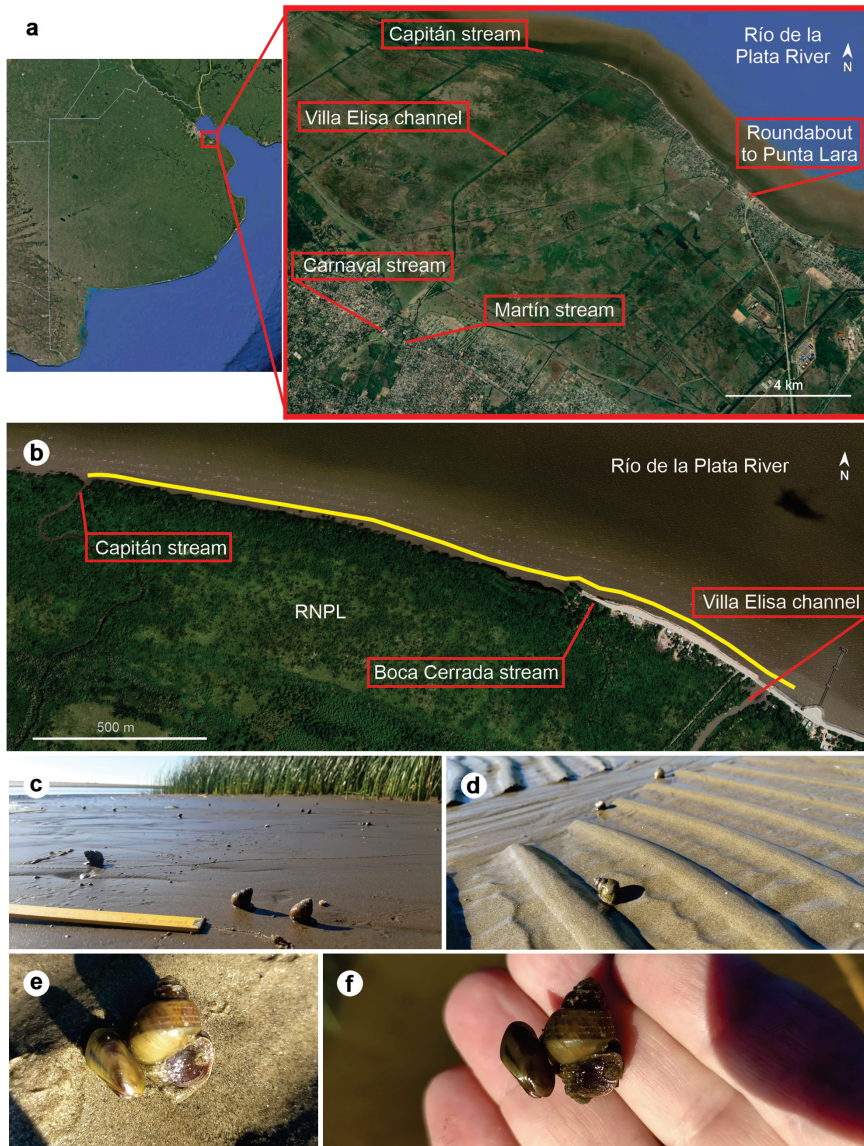 a
Capitán stream
Río de la
Plata River
N
Villa Elisa channel
Roundabout
to Punta Lara
Carnaval stream
Martín stream
4 km
b
Río de la Plata River
N
Capitán stream
RNPL
Villa Elisa channel
Boca Cerrada stream
500 m
c
d
e
f